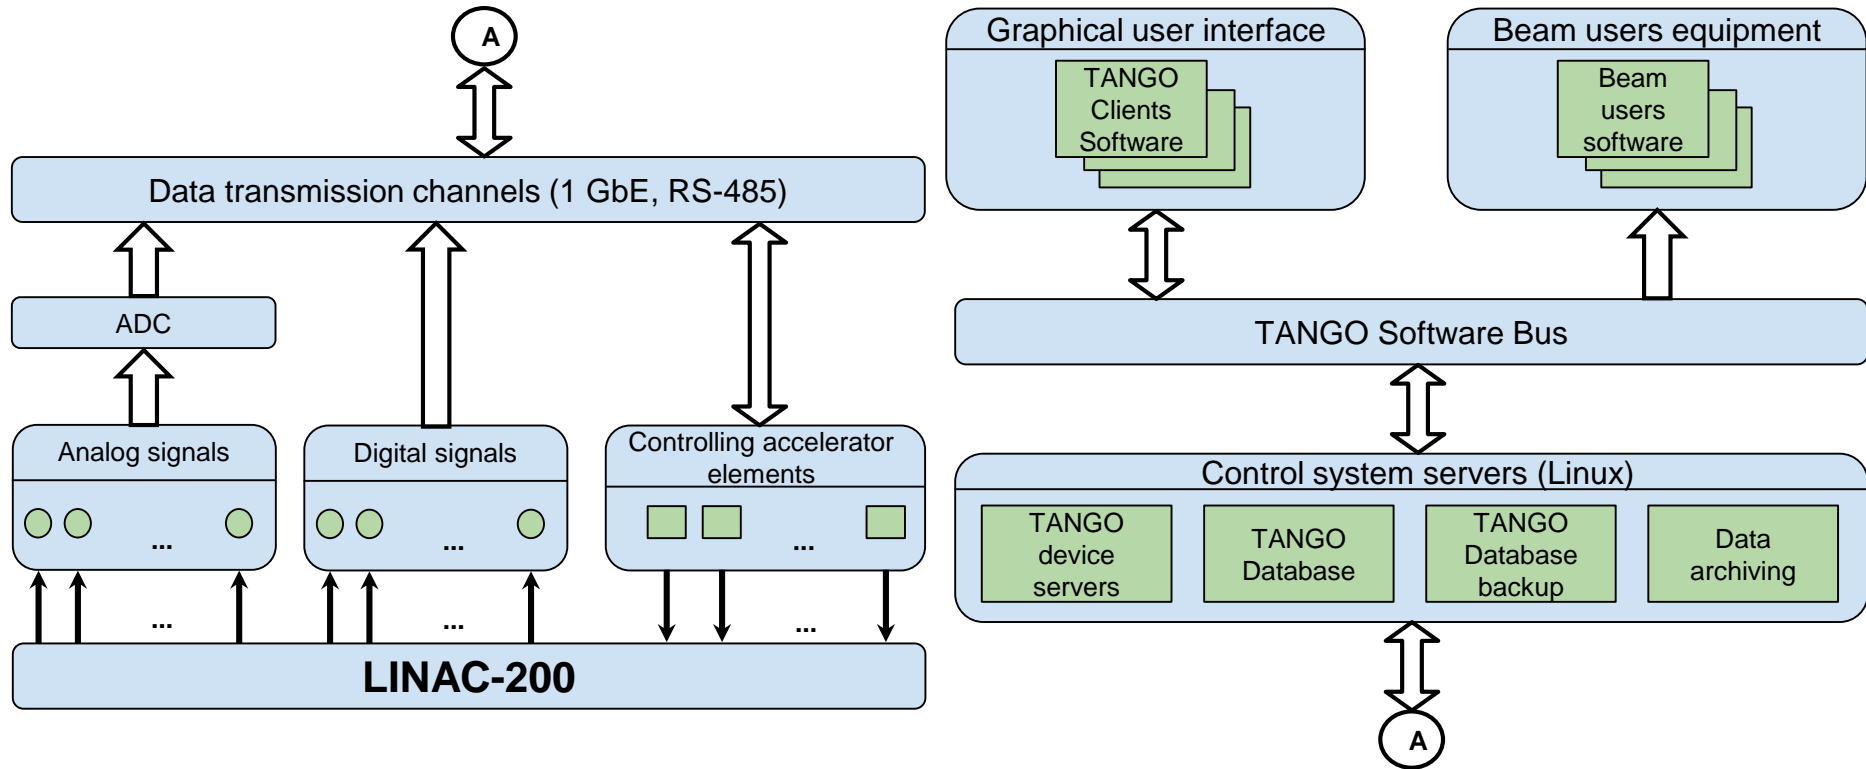 A
Data transmission channels (1 GbE, RS-485)
ADC
Analog signals
...
...
Digital signals
...
...
Controlling accelerator
elements
...
...
LINAC-200
Graphical user interface
TANGO
Clients
Software
Beam users equipment
Beam
users
software
TANGO Software Bus
Control system servers (Linux)
TANGO
device
servers
TANGO
Database
TANGO
Database
backup
Data
archiving
A